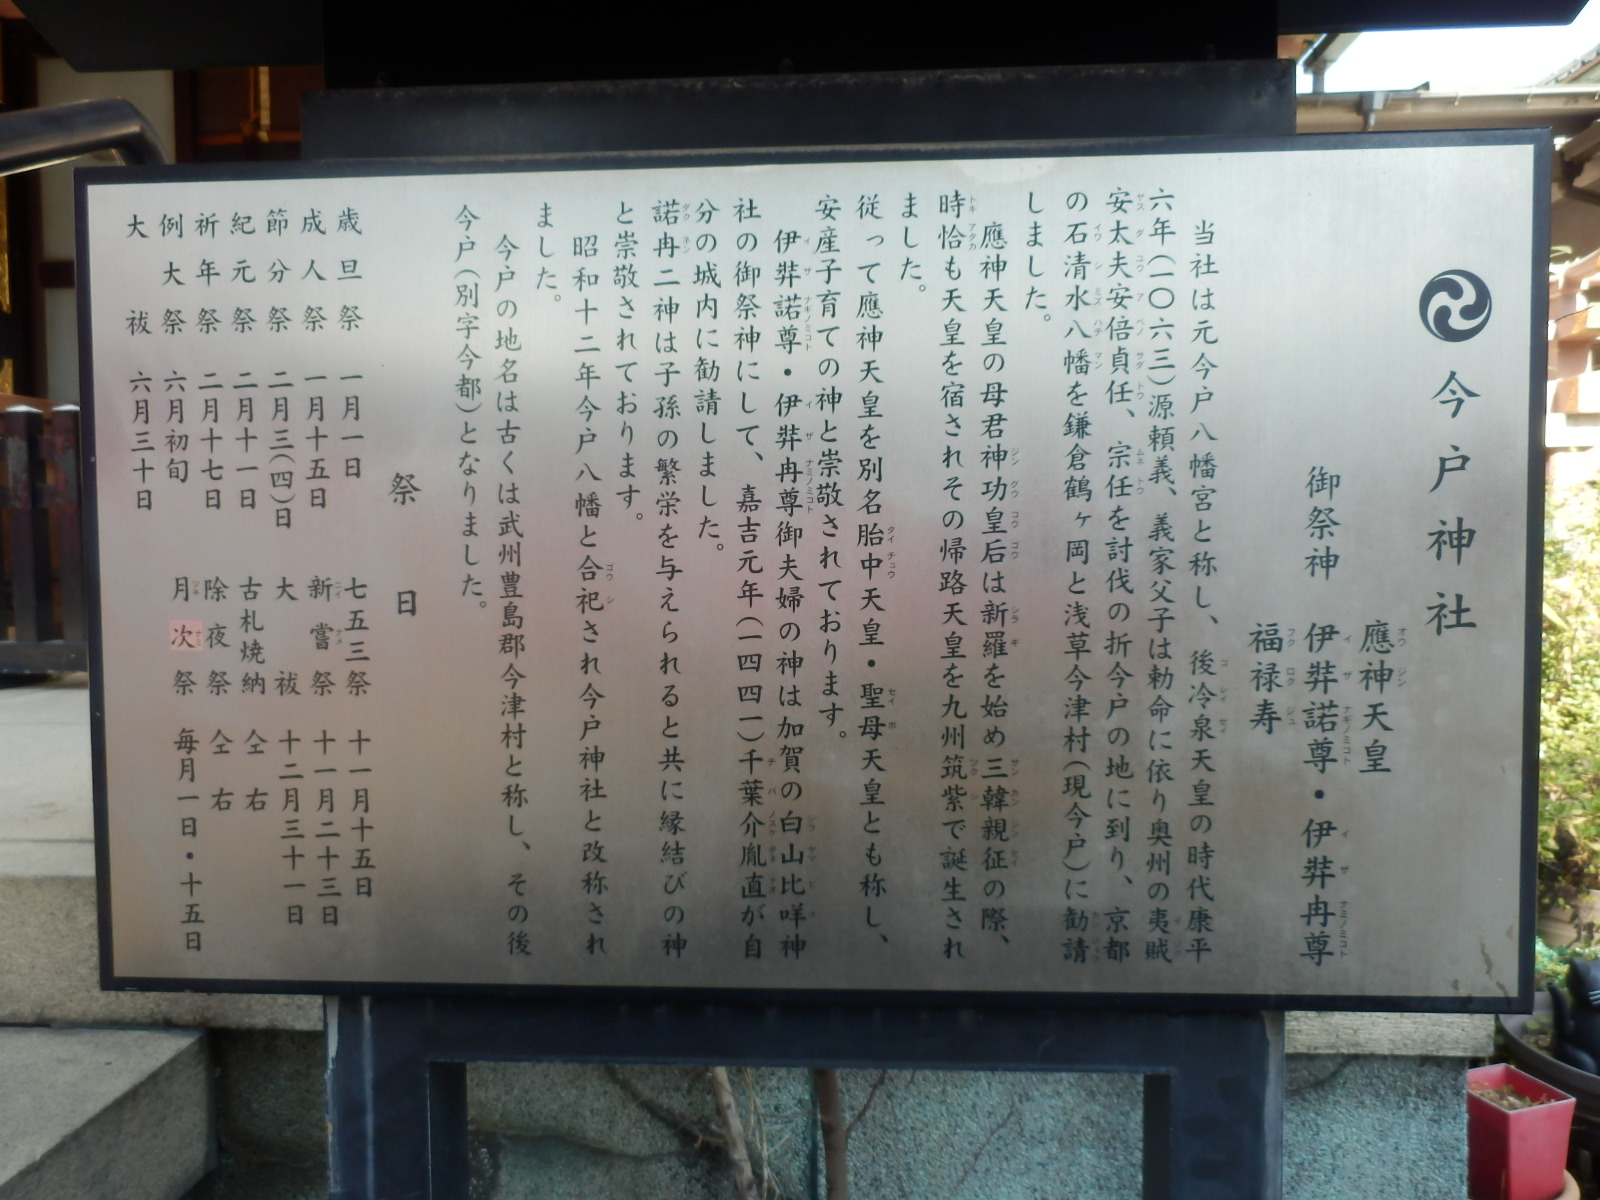 今戸神社
御祭神
應神天皇
伊弉諾尊・伊弉冉尊
福禄寿
当社は元今戸八幡宮と称し、後冷泉天皇の時代康平
六年(一〇六三)源頼義、義家父子は勅命に依り奥州の夷賊
安太夫安倍貞任、宗任を討伐の折今戸の地に到り、京都
の石清水八幡を鎌倉鶴ヶ岡と浅草今津村(現今戸)に勧請
しました。
應神天皇の母君神功皇后は新羅を始め三韓親征の際、
時恰も天皇を宿されその帰路天皇を九州筑紫で誕生され
ました。
従って應神天皇を別名胎中天皇・聖母天皇とも称し、
安産子育ての神と崇敬されております。
伊弉諾尊・伊弉冉尊御夫婦の神は加賀の白山比咩神
社の御祭神にして、嘉吉元年(一四四一)千葉介胤直が自
分の城内に勧請しました。
諾冉二神は子孫の繁栄を与えられると共に縁結びの神
と崇敬されております。
昭和十二年今戸八幡と合祀され今戸神社と改称され
ました。
今戸の地名は古くは武州豊島郡今津村と称し、その後
今戸(別字今都)となりました。
祭日
歳旦祭 一月一日
成人祭 一月十五日
節分祭 二月三(四)日
紀元祭 二月十一日
祈年祭 二月十七日
例大祭 六月初旬
大祓 六月三十日
七五三祭 十一月十五日
新嘗祭 十一月二十三日
大祓 十二月三十一日
古札焼納 仝右
除夜祭 仝右
月次祭 毎月一日・十五日